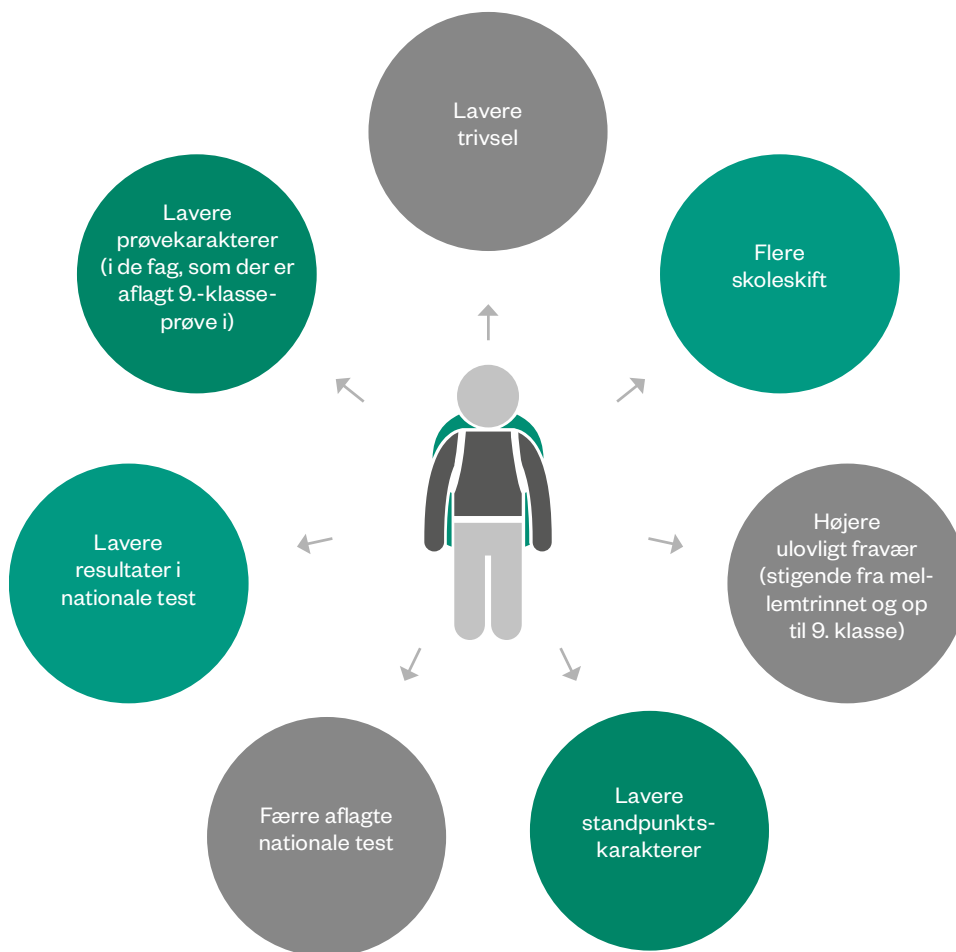 Lavere
trivsel
Flere
skoleskift
Højere
ulovligt fravær
(stigende fra mel-
lemtrinnet og op
til 9. klasse)
Lavere
standpunkts-
karakterer
Færre aflagte
nationale test
Lavere
resultater i
nationale test
Lavere
prøvekarakterer
(i de fag, som der er
aflagt 9.-klasse-
prøve i)